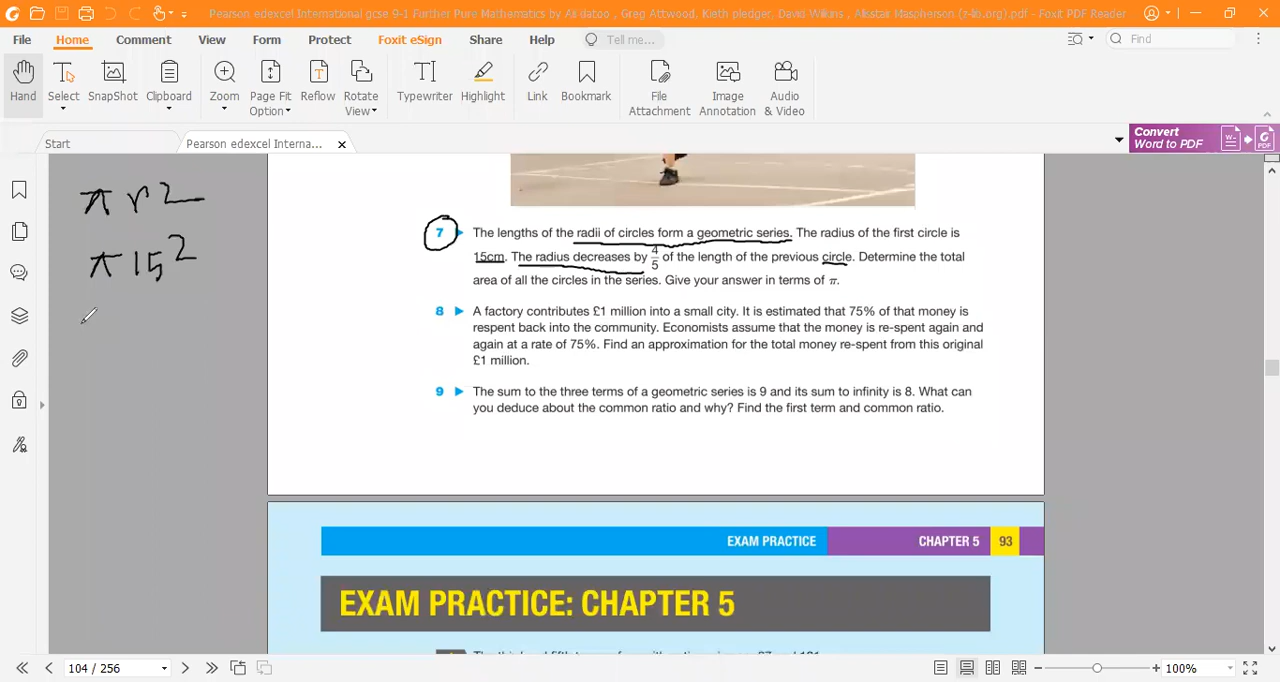 Pearson edexcel International gcse 9-1 Further Pure Mathematics by Ali datoo , Greg Attwood, Kieth pledger, David Wilkins , Alisstair Maspherson (z-lib.org).pdf - Foxit PDF Reader
File Home Comment View Form Protect Foxit eSign Share Help Tell me... Find
Hand Select SnapShot Clipboard Zoom Page Fit Option Reflow Rotate View Typewriter Highlight Link Bookmark File Attachment Image Annotation Audio & Video
Start Pearson edexcel Interna... Convert Word to PDF
π r2
π 15²
7 The lengths of the radii of circles form a geometric series. The radius of the first circle is
15cm. The radius decreases by 4/5 of the length of the previous circle. Determine the total
area of all the circles in the series. Give your answer in terms of π.
8 A factory contributes £1 million into a small city. It is estimated that 75% of that money is
respent back into the community. Economists assume that the money is re-spent again and
again at a rate of 75%. Find an approximation for the total money re-spent from this original
£1 million.
9 The sum to the three terms of a geometric series is 9 and its sum to infinity is 8. What can
you deduce about the common ratio and why? Find the first term and common ratio.
EXAM PRACTICE CHAPTER 5 93
EXAM PRACTICE: CHAPTER 5
104 / 256 100%